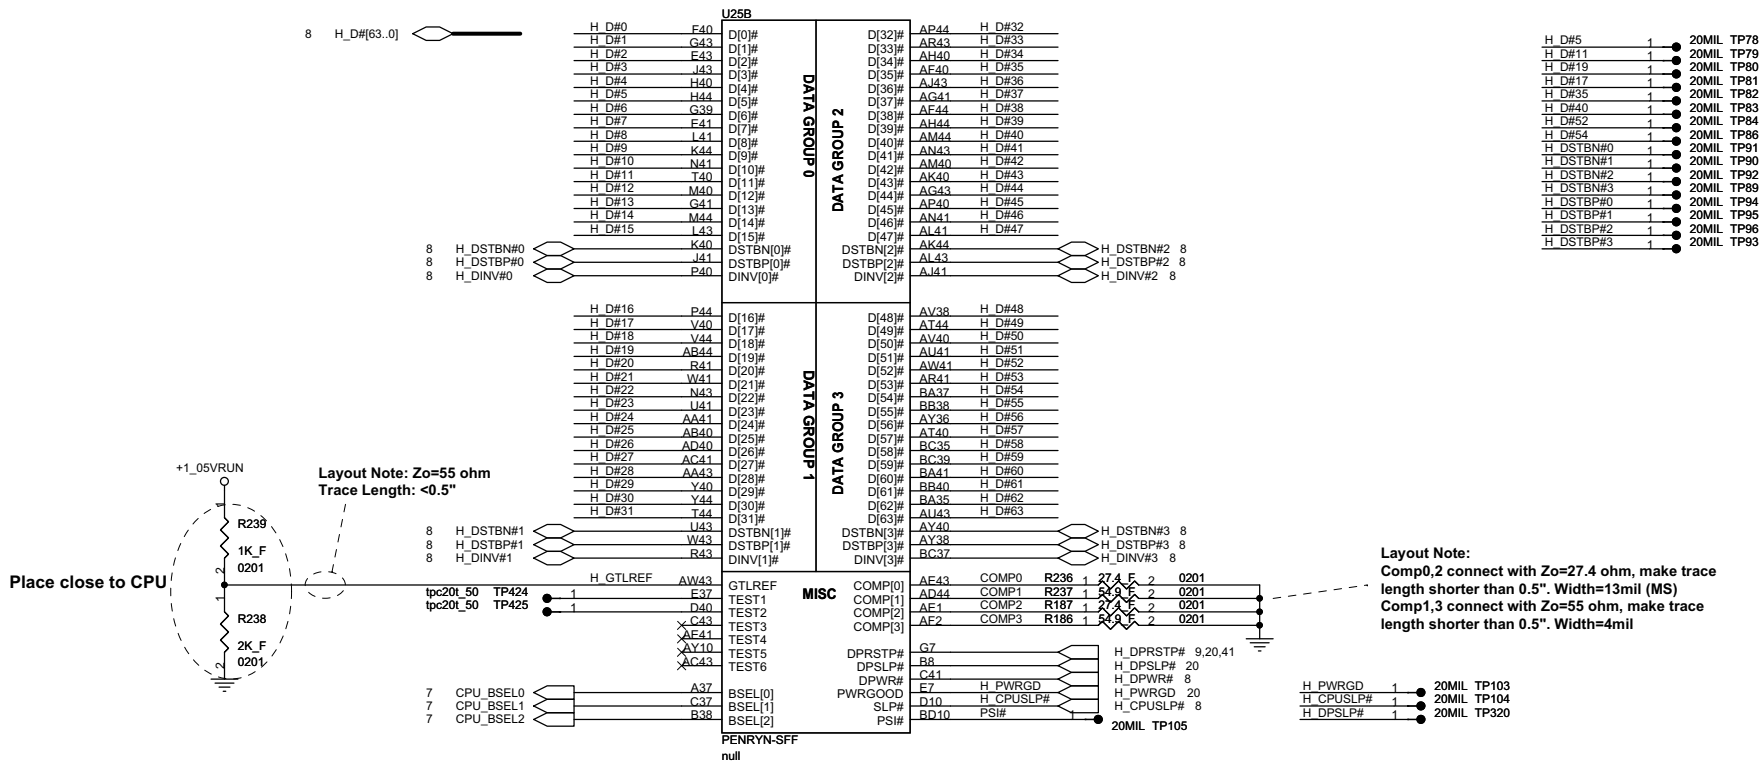 U25B
8 H_D#[63..0]
H_D#0 F40 D[0]# D[32]# AP44 H_D#32
H_D#1 G43 D[1]# D[33]# AR43 H_D#33
H_D#2 E43 D[2]# D[34]# AH40 H_D#34
H_D#3 J43 D[3]# D[35]# AF40 H_D#35
H_D#4 H40 D[4]# D[36]# AJ43 H_D#36
H_D#5 H44 D[5]# D[37]# AG41 H_D#37
H_D#6 G39 D[6]# D[38]# AF44 H_D#38
H_D#7 E41 D[7]# D[39]# AH44 H_D#39
H_D#8 L41 D[8]# D[40]# AM44 H_D#40
H_D#9 K44 D[9]# D[41]# AN43 H_D#41
H_D#10 N41 D[10]# D[42]# AM40 H_D#42
H_D#11 T40 D[11]# D[43]# AK40 H_D#43
H_D#12 M40 D[12]# D[44]# AG43 H_D#44
H_D#13 G41 D[13]# D[45]# AP40 H_D#45
H_D#14 M44 D[14]# D[46]# AN41 H_D#46
H_D#15 L43 D[15]# D[47]# AL41 H_D#47
8 H_DSTBN#0 K40 DSTBN[0]# DSTBN[2]# AK44 H_DSTBN#2 8
8 H_DSTBP#0 J41 DSTBP[0]# DSTBP[2]# AL43 H_DSTBP#2 8
8 H_DINV#0 P40 DINV[0]# DINV[2]# AJ41 H_DINV#2 8
DATA GROUP 0
DATA GROUP 2
H_D#16 P44 D[16]# D[48]# AV38 H_D#48
H_D#17 V40 D[17]# D[49]# AT44 H_D#49
H_D#18 V44 D[18]# D[50]# AV40 H_D#50
H_D#19 AB44 D[19]# D[51]# AU41 H_D#51
H_D#20 R41 D[20]# D[52]# AW41 H_D#52
H_D#21 W41 D[21]# D[53]# AR41 H_D#53
H_D#22 N43 D[22]# D[54]# BA37 H_D#54
H_D#23 U41 D[23]# D[55]# BB38 H_D#55
H_D#24 AA41 D[24]# D[56]# AY36 H_D#56
H_D#25 AB40 D[25]# D[57]# AT40 H_D#57
H_D#26 AD40 D[26]# D[58]# BC35 H_D#58
H_D#27 AC41 D[27]# D[59]# BC39 H_D#59
H_D#28 AA43 D[28]# D[60]# BA41 H_D#60
H_D#29 Y40 D[29]# D[61]# BB40 H_D#61
H_D#30 Y44 D[30]# D[62]# BA35 H_D#62
H_D#31 T44 D[31]# D[63]# AU43 H_D#63
8 H_DSTBN#1 U43 DSTBN[1]# DSTBN[3]# AY40 H_DSTBN#3 8
8 H_DSTBP#1 W43 DSTBP[1]# DSTBP[3]# AY38 H_DSTBP#3 8
8 H_DINV#1 R43 DINV[1]# DINV[3]# BC37 H_DINV#3 8
DATA GROUP 1
DATA GROUP 3
H_GTLREF AW43 GTLREF MISC COMP[0] AE43 COMP0 R236 1 27.4_F 2 0201
tpc20t_50 TP424 1 E37 TEST1 COMP[1] AD44 COMP1 R237 1 54.9_F 2 0201
tpc20t_50 TP425 1 D40 TEST2 COMP[2] AE1 COMP2 R187 1 27.4_F 2 0201
C43 TEST3 COMP[3] AF2 COMP3 R186 1 54.9_F 2 0201
AE41 TEST4
AY10 TEST5 DPRSTP# G7 H_DPRSTP# 9,20,41
AC43 TEST6 DPSLP# B8 H_DPSLP# 20
DPWR# C41 H_DPWR# 8
7 CPU_BSEL0 A37 BSEL[0] PWRGOOD E7 H_PWRGD H_PWRGD 20
7 CPU_BSEL1 C37 BSEL[1] SLP# D10 H_CPUSLP# H_CPUSLP# 8
7 CPU_BSEL2 B38 BSEL[2] PSI# BD10 PSI# 1
20MIL TP105
PENRYN-SFF
null
+1_05VRUN
1
R239
1K_F
0201
2
1
R238
2K_F
0201
2
Place close to CPU
Layout Note: Zo=55 ohm
Trace Length: <0.5"
Layout Note:
Comp0,2 connect with Zo=27.4 ohm, make trace
length shorter than 0.5". Width=13mil (MS)
Comp1,3 connect with Zo=55 ohm, make trace
length shorter than 0.5". Width=4mil
H_D#5 1 20MIL TP78
H_D#11 1 20MIL TP79
H_D#19 1 20MIL TP80
H_D#17 1 20MIL TP81
H_D#35 1 20MIL TP82
H_D#40 1 20MIL TP83
H_D#52 1 20MIL TP84
H_D#54 1 20MIL TP86
H_DSTBN#0 1 20MIL TP91
H_DSTBN#1 1 20MIL TP90
H_DSTBN#2 1 20MIL TP92
H_DSTBN#3 1 20MIL TP89
H_DSTBP#0 1 20MIL TP94
H_DSTBP#1 1 20MIL TP95
H_DSTBP#2 1 20MIL TP96
H_DSTBP#3 1 20MIL TP93
H_PWRGD 1 20MIL TP103
H_CPUSLP# 1 20MIL TP104
H_DPSLP# 1 20MIL TP320